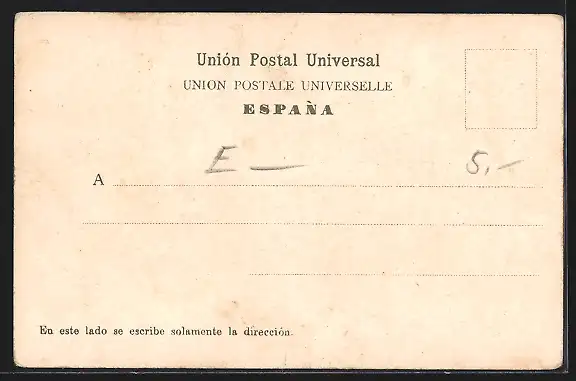 Unión Postal Universal
UNION POSTALE UNIVERSELLE
ESPAÑA
E — 5,-
A
En este lado se escribe solamente la dirección.